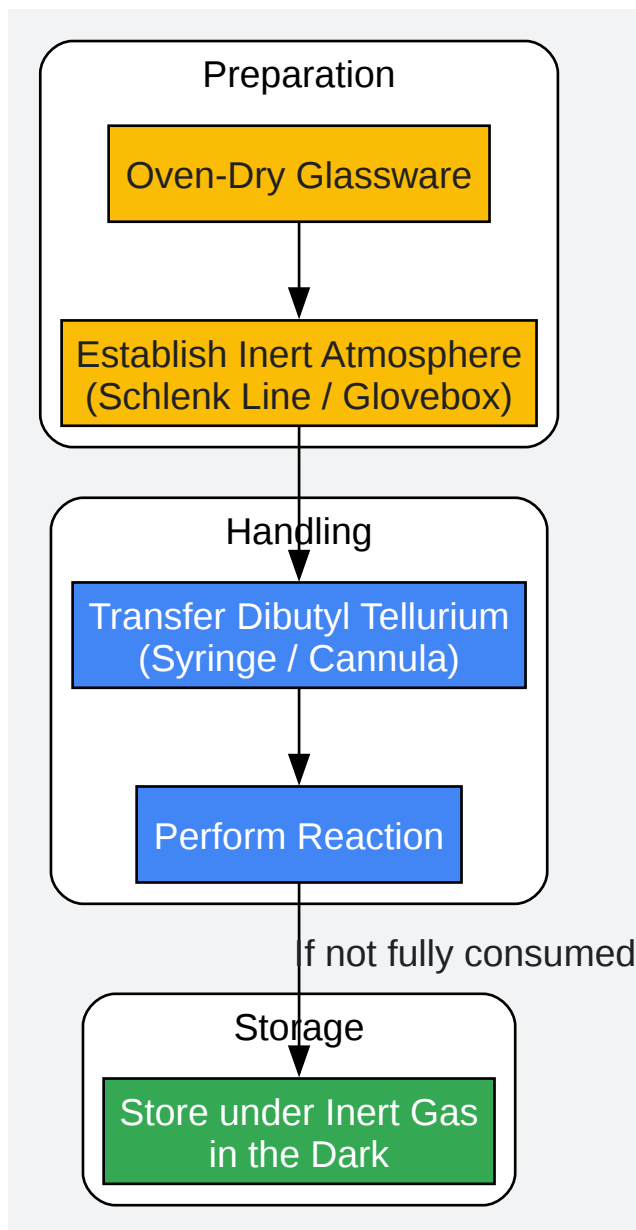 Preparation
Oven-Dry Glassware
Establish Inert Atmosphere
(Schlenk Line / Glovebox)
Handling
Transfer Dibutyl Tellurium
(Syringe / Cannula)
Perform Reaction
If not fully consumed
Storage
Store under Inert Gas
in the Dark